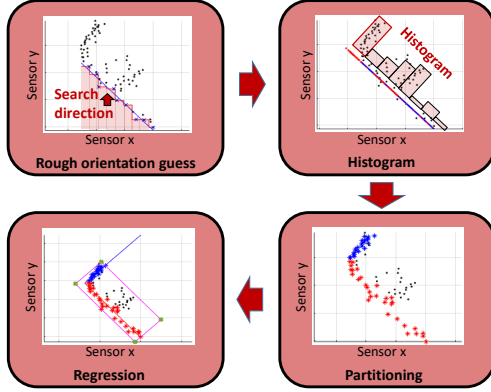 Sensor y
Search
direction
Sensor x
Rough orientation guess
Sensor y
Histogram
Sensor x
Histogram
Sensor y
Sensor x
Regression
Sensor y
Sensor x
Partitioning